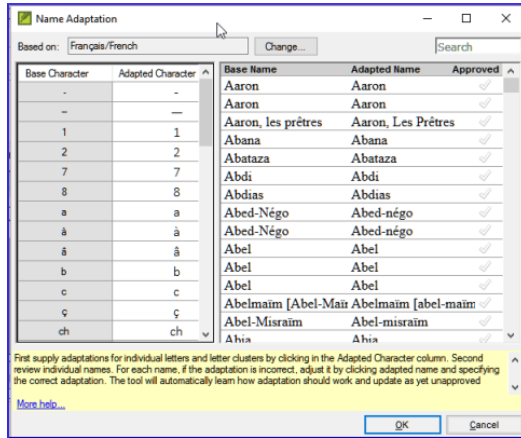 Name Adaptation
Based on: Français/French Change... Search
Base Character Adapted Character
- -
– —
1 1
2 2
7 7
8 8
a a
à à
â â
b b
c c
ç ç
ch ch
Base Name Adapted Name Approved
Aaron Aaron
Aaron Aaron
Aaron, les prêtres Aaron, Les Prêtres
Abana Abana
Abataza Abataza
Abdi Abdi
Abdias Abdias
Abed-Négo Abed-négo
Abed-Négo Abed-négo
Abel Abel
Abel Abel
Abel Abel
Abelmaïm [Abel-Maïr Abelmaïm [abel-maïm
Abel-Misraïm Abel-misraïm
Abia Abia
First supply adaptations for individual letters and letter clusters by clicking in the Adapted Character column. Second
review individual names. For each name, if the adaptation is incorrect, adjust it by clicking adapted name and specifying
the correct adaptation. The tool will automatically learn how adaptation should work and update as yet unapproved
More help...
OK Cancel